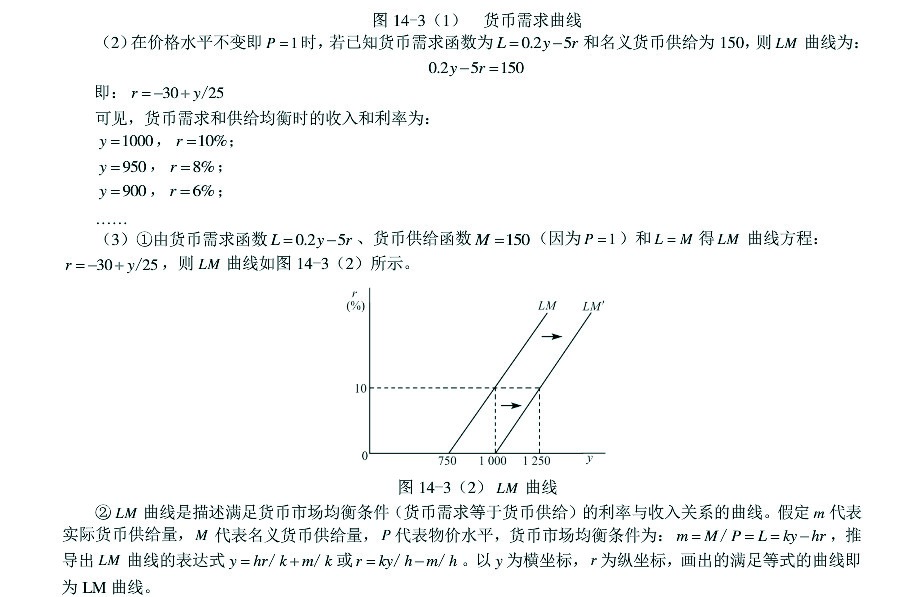 图 14-3（1） 货币需求曲线
（2）在价格水平不变即 P=1时，若已知货币需求函数为 L=0.2y−5r 和名义货币供给为 150，则 LM 曲线为：
0.2y−5r=150
即： r=−30+y/25
可见，货币需求和供给均衡时的收入和利率为：
y=1000， r=10%；
y=950， r=8%；
y=900， r=6%；
……
（3）①由货币需求函数 L=0.2y−5r 、货币供给函数 M=150（因为 P=1）和 L=M 得 LM 曲线方程：
r=−30+y/25，则 LM 曲线如图 14-3（2）所示。
r
(%)
LM LM′
10
0 750 1 000 1 250 y
图 14-3（2） LM 曲线
② LM 曲线是描述满足货币市场均衡条件（货币需求等于货币供给）的利率与收入关系的曲线。假定 m 代表
实际货币供给量， M 代表名义货币供给量， P 代表物价水平，货币市场均衡条件为： m=M/P=L=ky−hr，推
导出 LM 曲线的表达式 y=hr/k+m/k 或 r=ky/h−m/h 。以 y 为横坐标， r 为纵坐标，画出的满足等式的曲线即
为 LM 曲线。